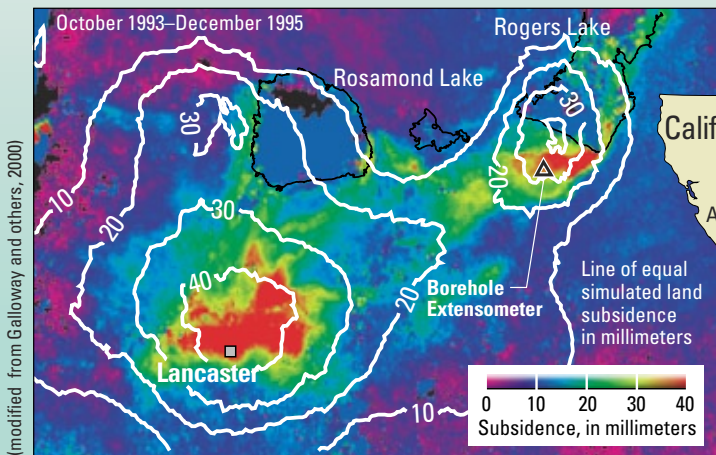 (modified from Galloway and others, 2000)
October 1993–December 1995
Rogers Lake
Rosamond Lake
30
30
Calif
20
10
20
30
A
40
20
Borehole
Extensometer
Line of equal
simulated land
subsidence
in millimeters
Lancaster
10
0 10 20 30 40
Subsidence, in millimeters